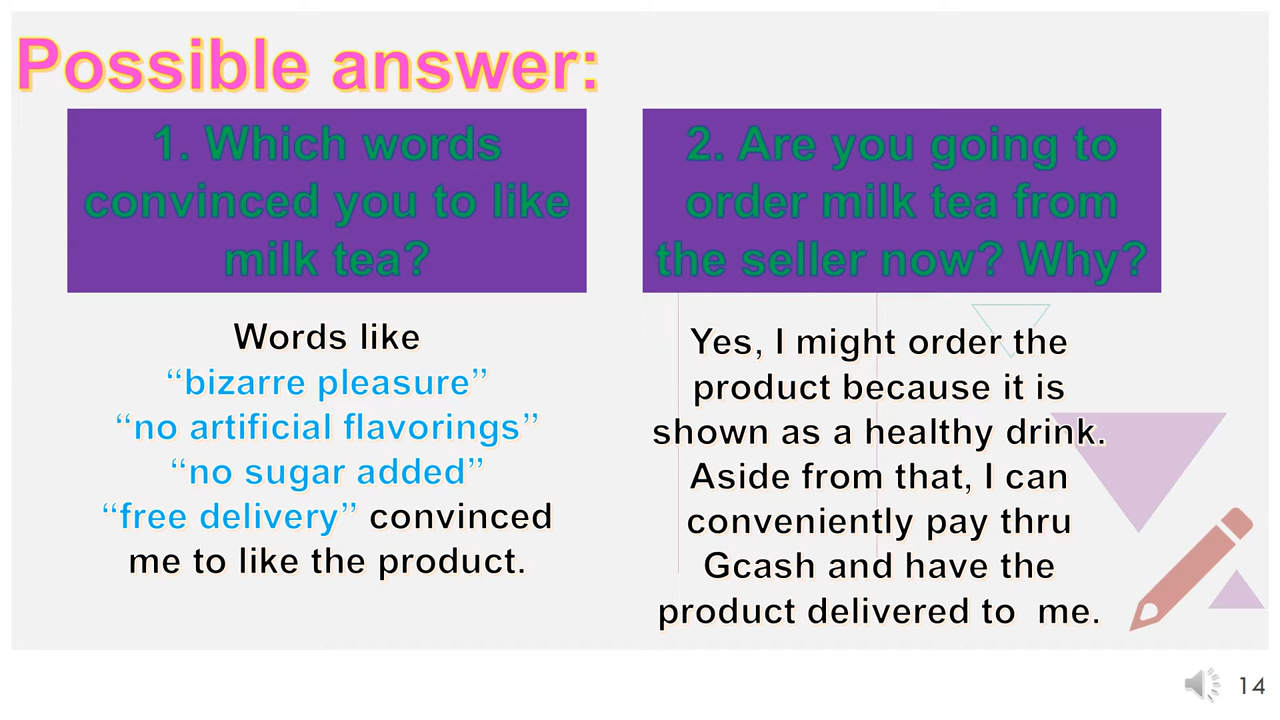 Possible answer:
1. Which words
convinced you to like
milk tea?
Words like
“bizarre pleasure”
“no artificial flavorings”
“no sugar added”
“free delivery” convinced
me to like the product.
2. Are you going to
order milk tea from
the seller now? Why?
Yes, I might order the
product because it is
shown as a healthy drink.
Aside from that, I can
conveniently pay thru
Gcash and have the
product delivered to  me.
14